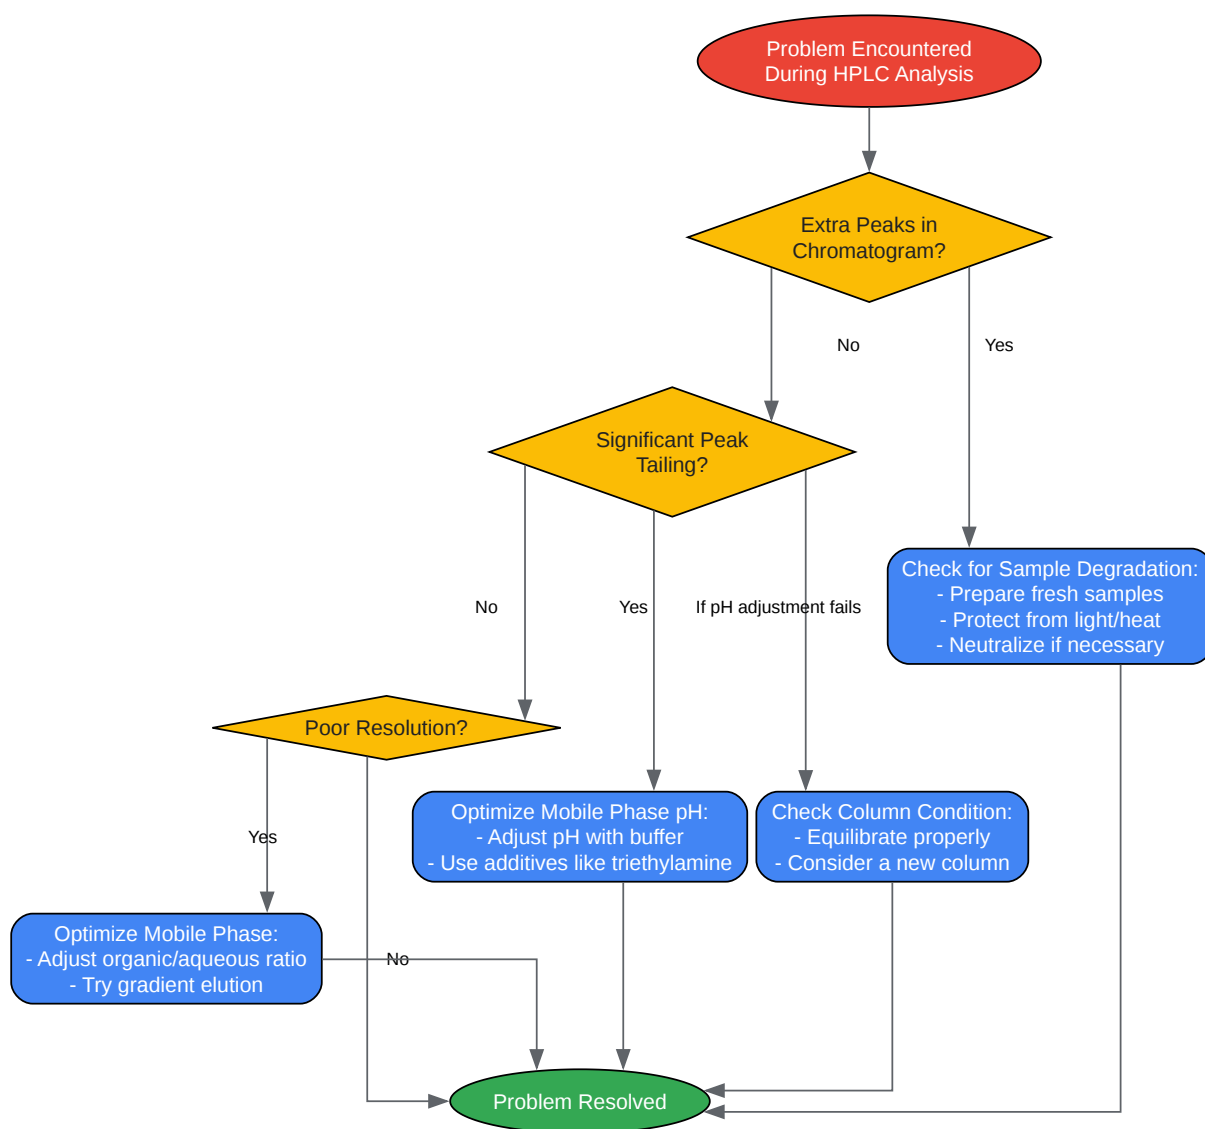 Problem Encountered
During HPLC Analysis
Extra Peaks in
Chromatogram?
No
Yes
Significant Peak
Tailing?
No
Yes
If pH adjustment fails
Check for Sample Degradation:
- Prepare fresh samples
- Protect from light/heat
- Neutralize if necessary
Poor Resolution?
Yes
No
Optimize Mobile Phase pH:
- Adjust pH with buffer
- Use additives like triethylamine
Check Column Condition:
- Equilibrate properly
- Consider a new column
Optimize Mobile Phase:
- Adjust organic/aqueous ratio
- Try gradient elution
Problem Resolved